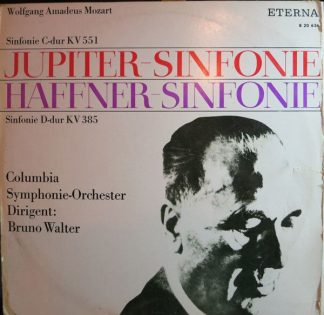 Wolfgang Amadeus Mozart
ETERNA
Sinfonie C-dur KV 551
JUPITER-SINFONIE
HAFFNER-SINFONIE
Sinfonie D-dur KV 385
Columbia
Symphonie-Orchester
Dirigent:
Bruno Walter